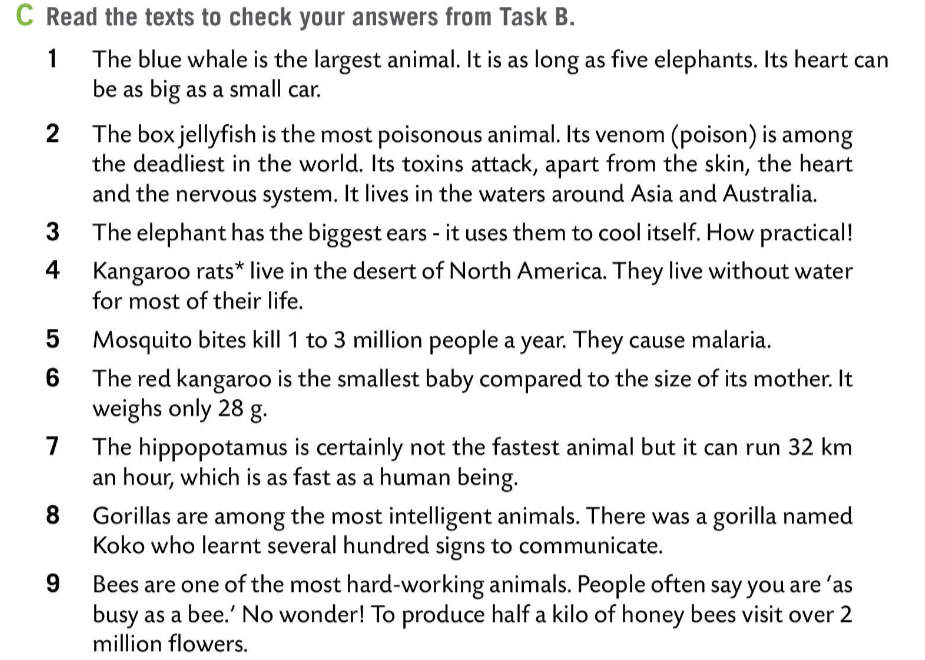 C Read the texts to check your answers from Task B.
1 The blue whale is the largest animal. It is as long as five elephants. Its heart can
be as big as a small car.
2 The box jellyfish is the most poisonous animal. Its venom (poison) is among
the deadliest in the world. Its toxins attack, apart from the skin, the heart
and the nervous system. It lives in the waters around Asia and Australia.
3 The elephant has the biggest ears - it uses them to cool itself. How practical!
4 Kangaroo rats* live in the desert of North America. They live without water
for most of their life.
5 Mosquito bites kill 1 to 3 million people a year. They cause malaria.
6 The red kangaroo is the smallest baby compared to the size of its mother. It
weighs only 28 g.
7 The hippopotamus is certainly not the fastest animal but it can run 32 km
an hour, which is as fast as a human being.
8 Gorillas are among the most intelligent animals. There was a gorilla named
Koko who learnt several hundred signs to communicate.
9 Bees are one of the most hard-working animals. People often say you are ‘as
busy as a bee.’ No wonder! To produce half a kilo of honey bees visit over 2
million flowers.